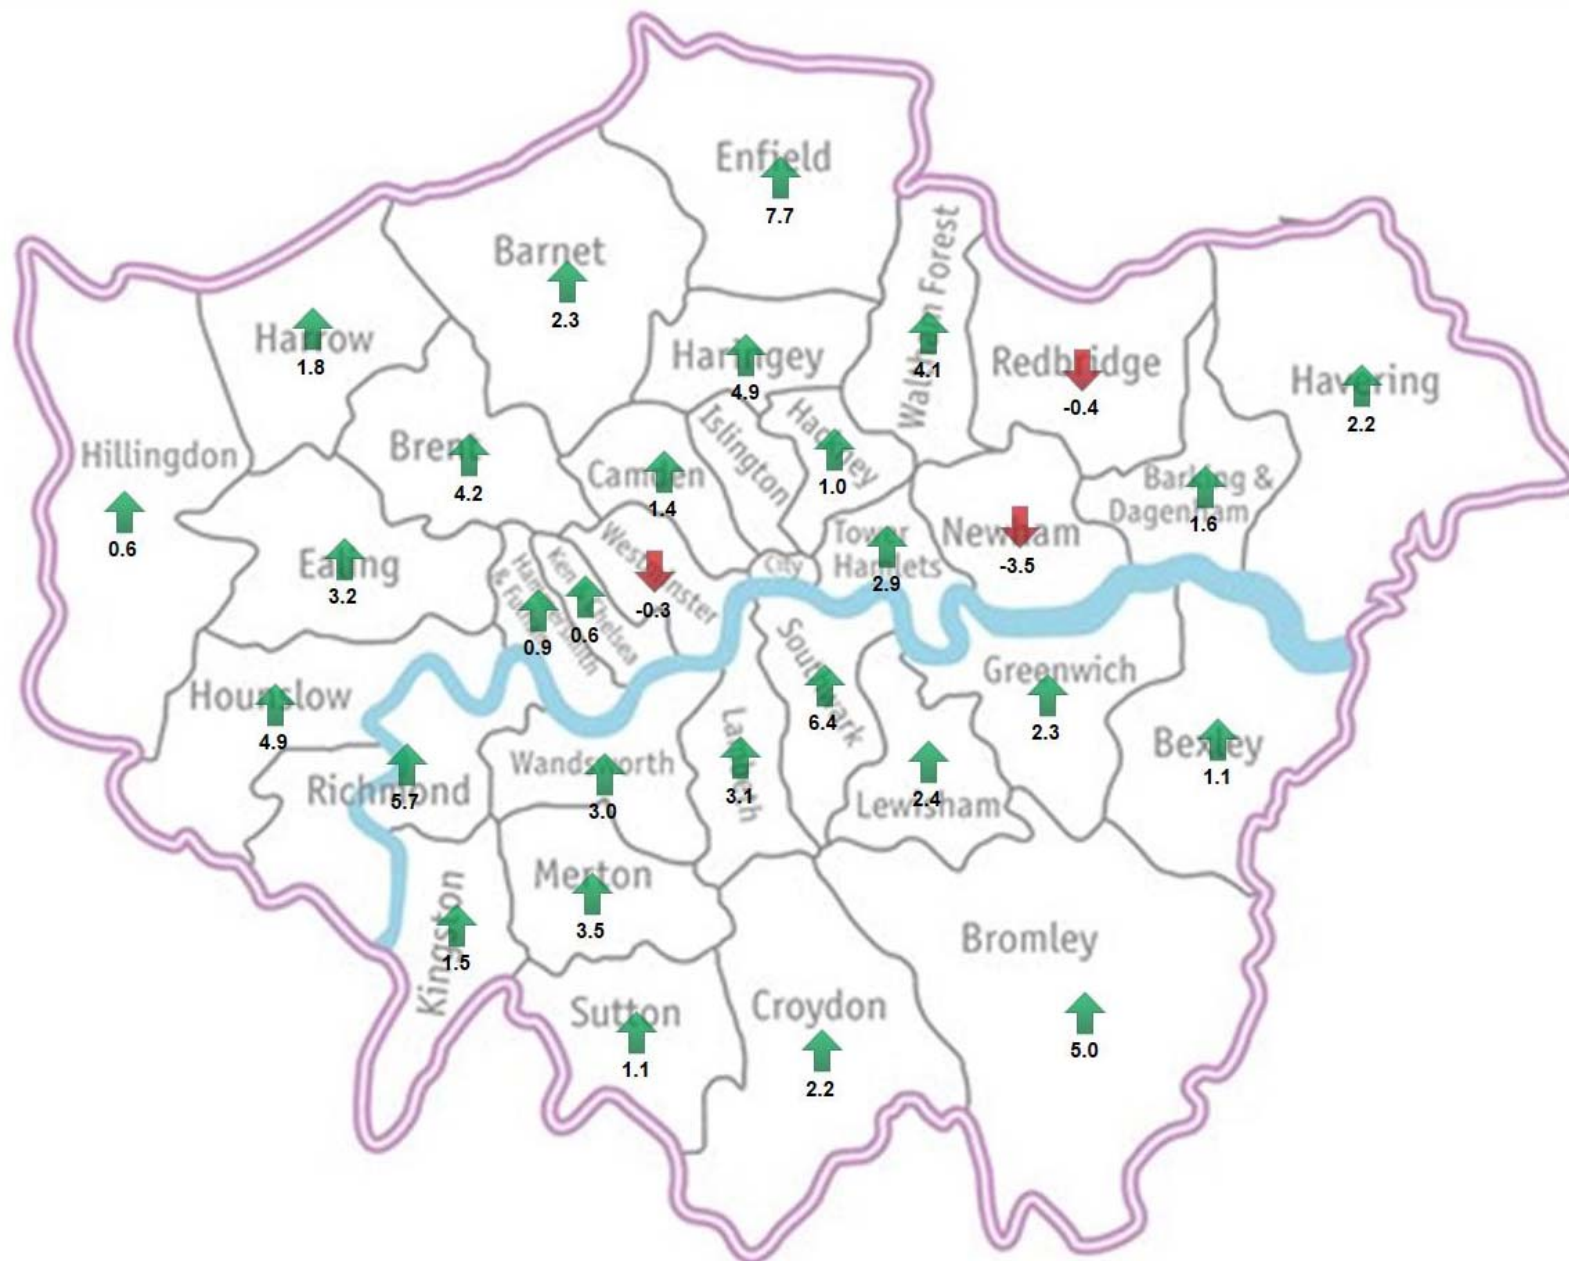 Enfield
7.7
Barnet
2.3
Harrow
1.8
Haringey
4.9
Waltham Forest
4.1
Redbridge
-0.4
Havering
2.2
Hillingdon
0.6
Brent
4.2
Camden
1.4
Islington
Hackney
1.0
Barking &
Dagenham
1.6
Ealing
3.2
Hammersmith
& Fulham
0.9
Ken
Chelsea
0.6
Westminster
-0.3
City
Tower
Hamlets
2.9
Newham
-3.5
Hounslow
4.9
Richmond
5.7
Wandsworth
3.0
Lambeth
3.1
Southwark
6.4
Lewisham
2.4
Greenwich
2.3
Bexley
1.1
Kingston
1.5
Merton
3.5
Sutton
1.1
Croydon
2.2
Bromley
5.0